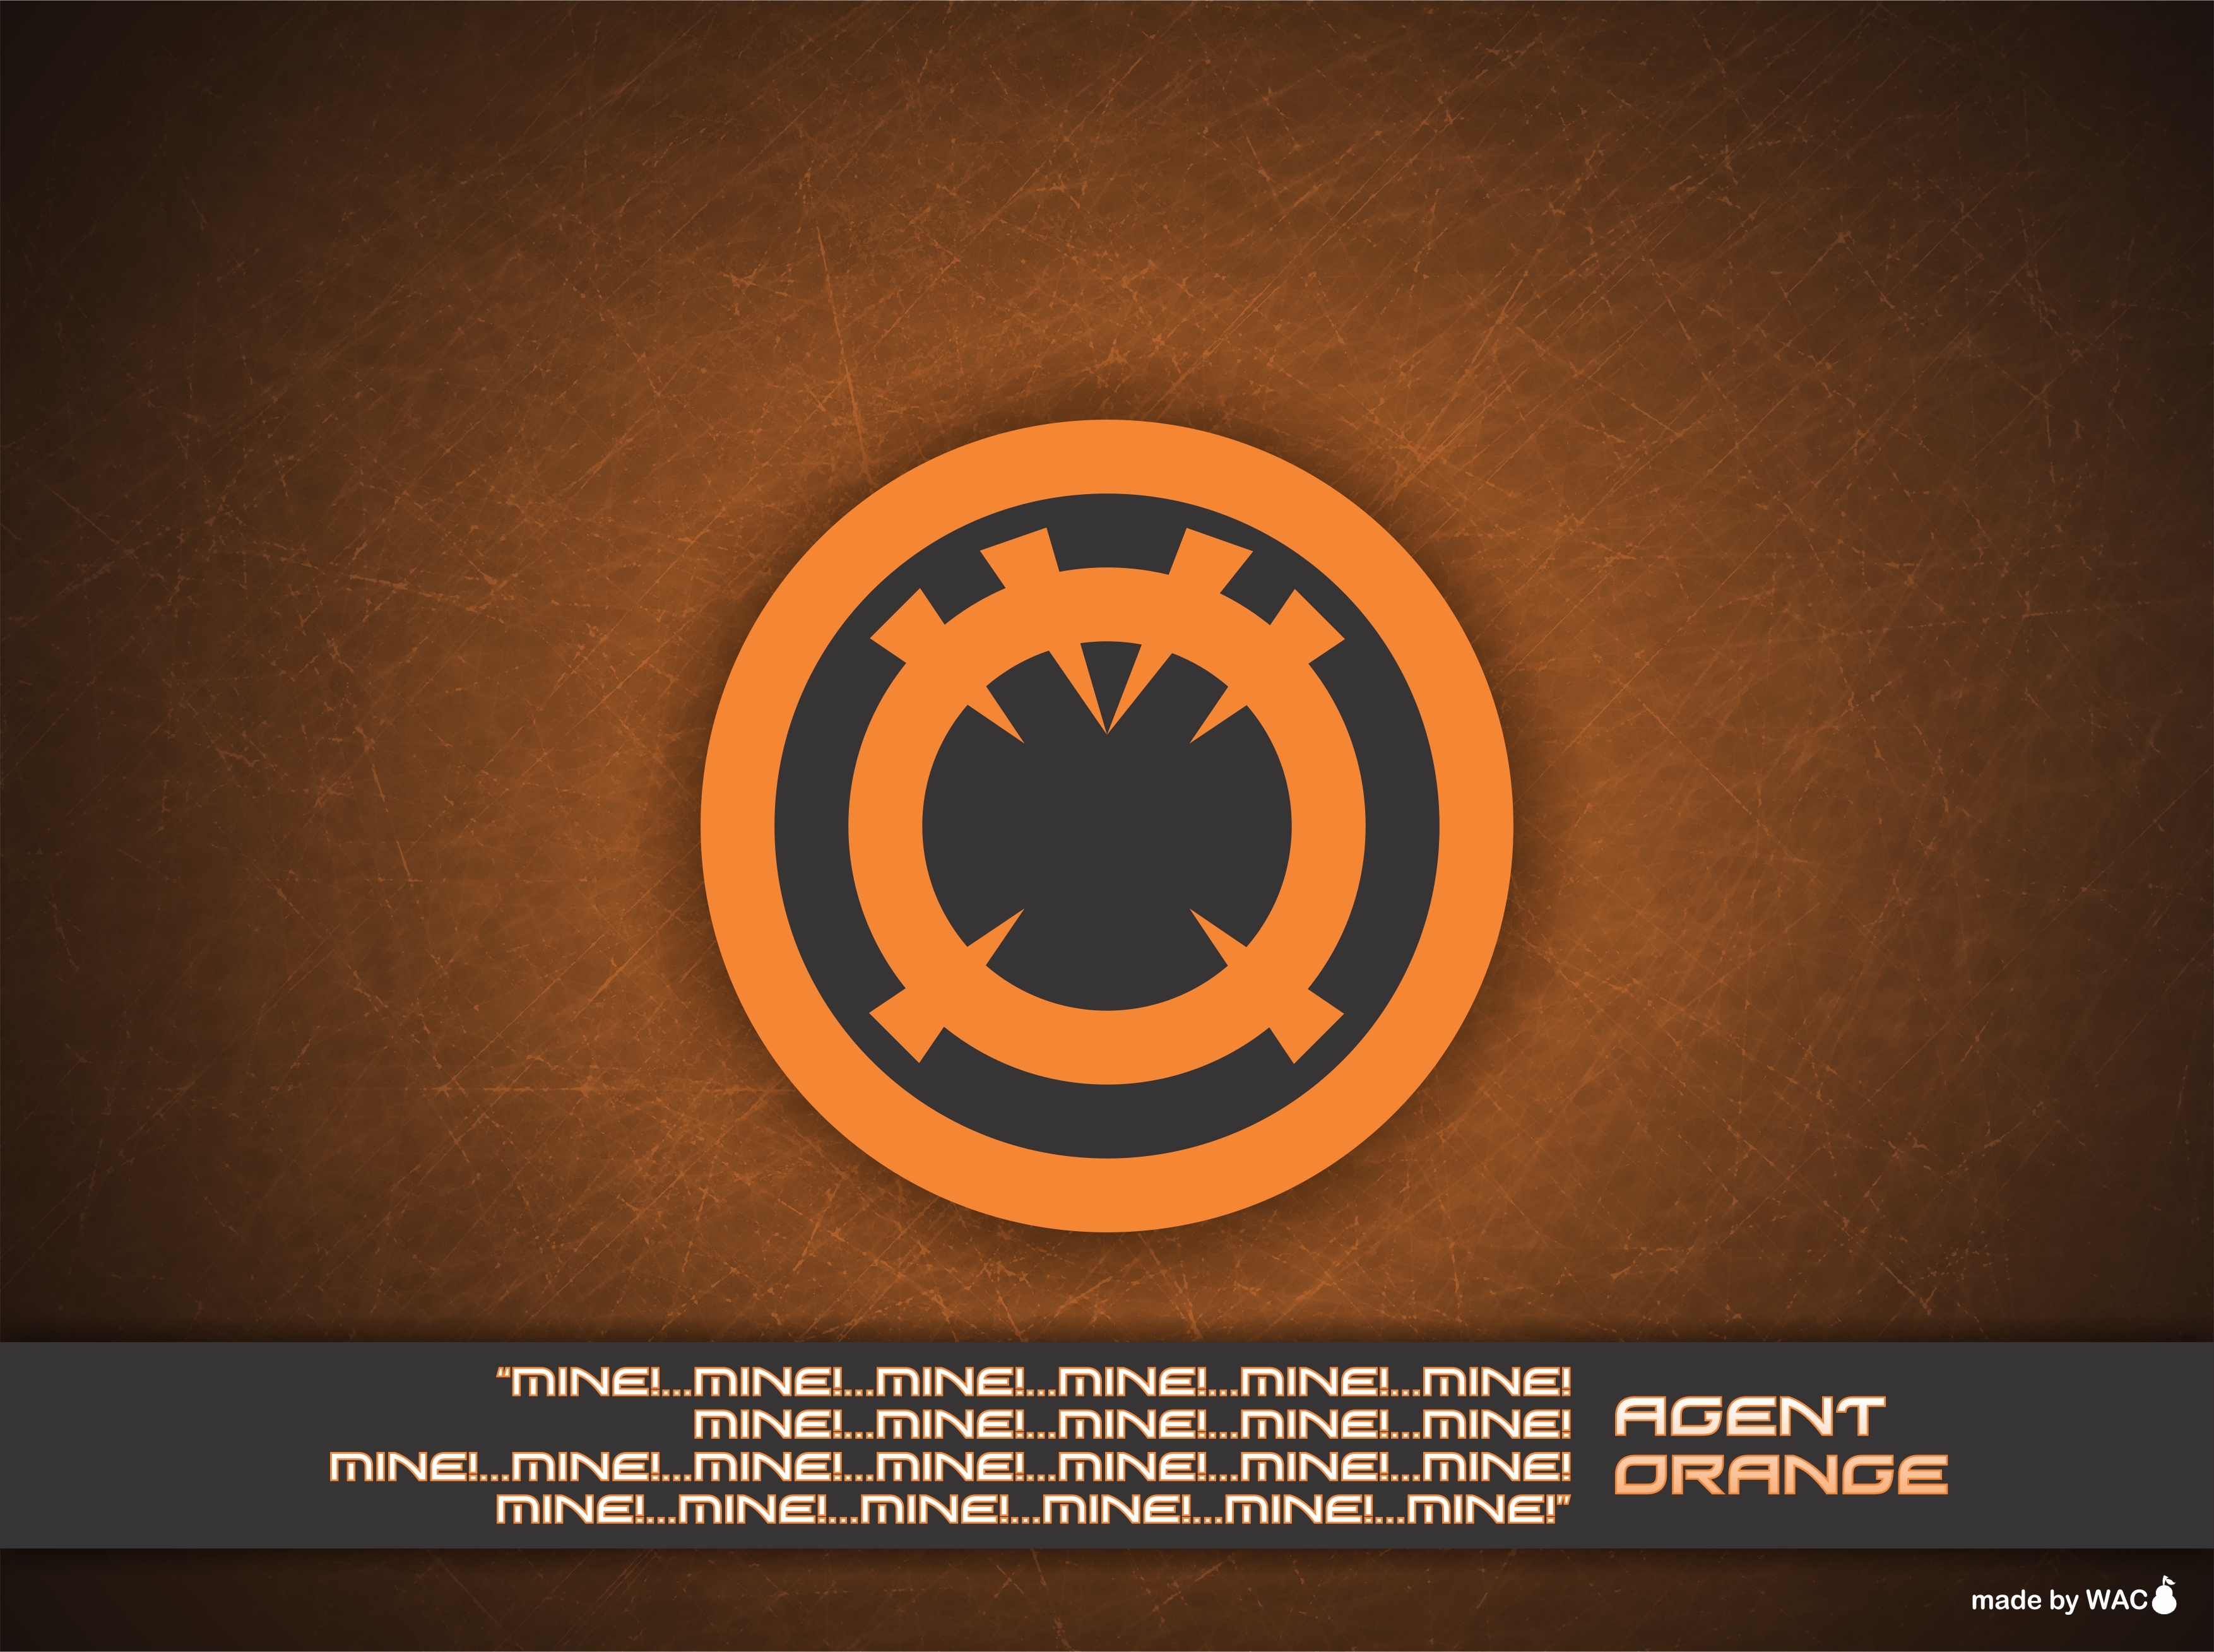 “MINE!...MINE!...MINE!...MINE!...MINE!...MINE!
MINE!...MINE!...MINE!...MINE!...MINE!
MINE!...MINE!...MINE!...MINE!...MINE!...MINE!...MINE!
MINE!...MINE!...MINE!...MINE!...MINE!...MINE!”
AGENT
ORANGE
made by WAC